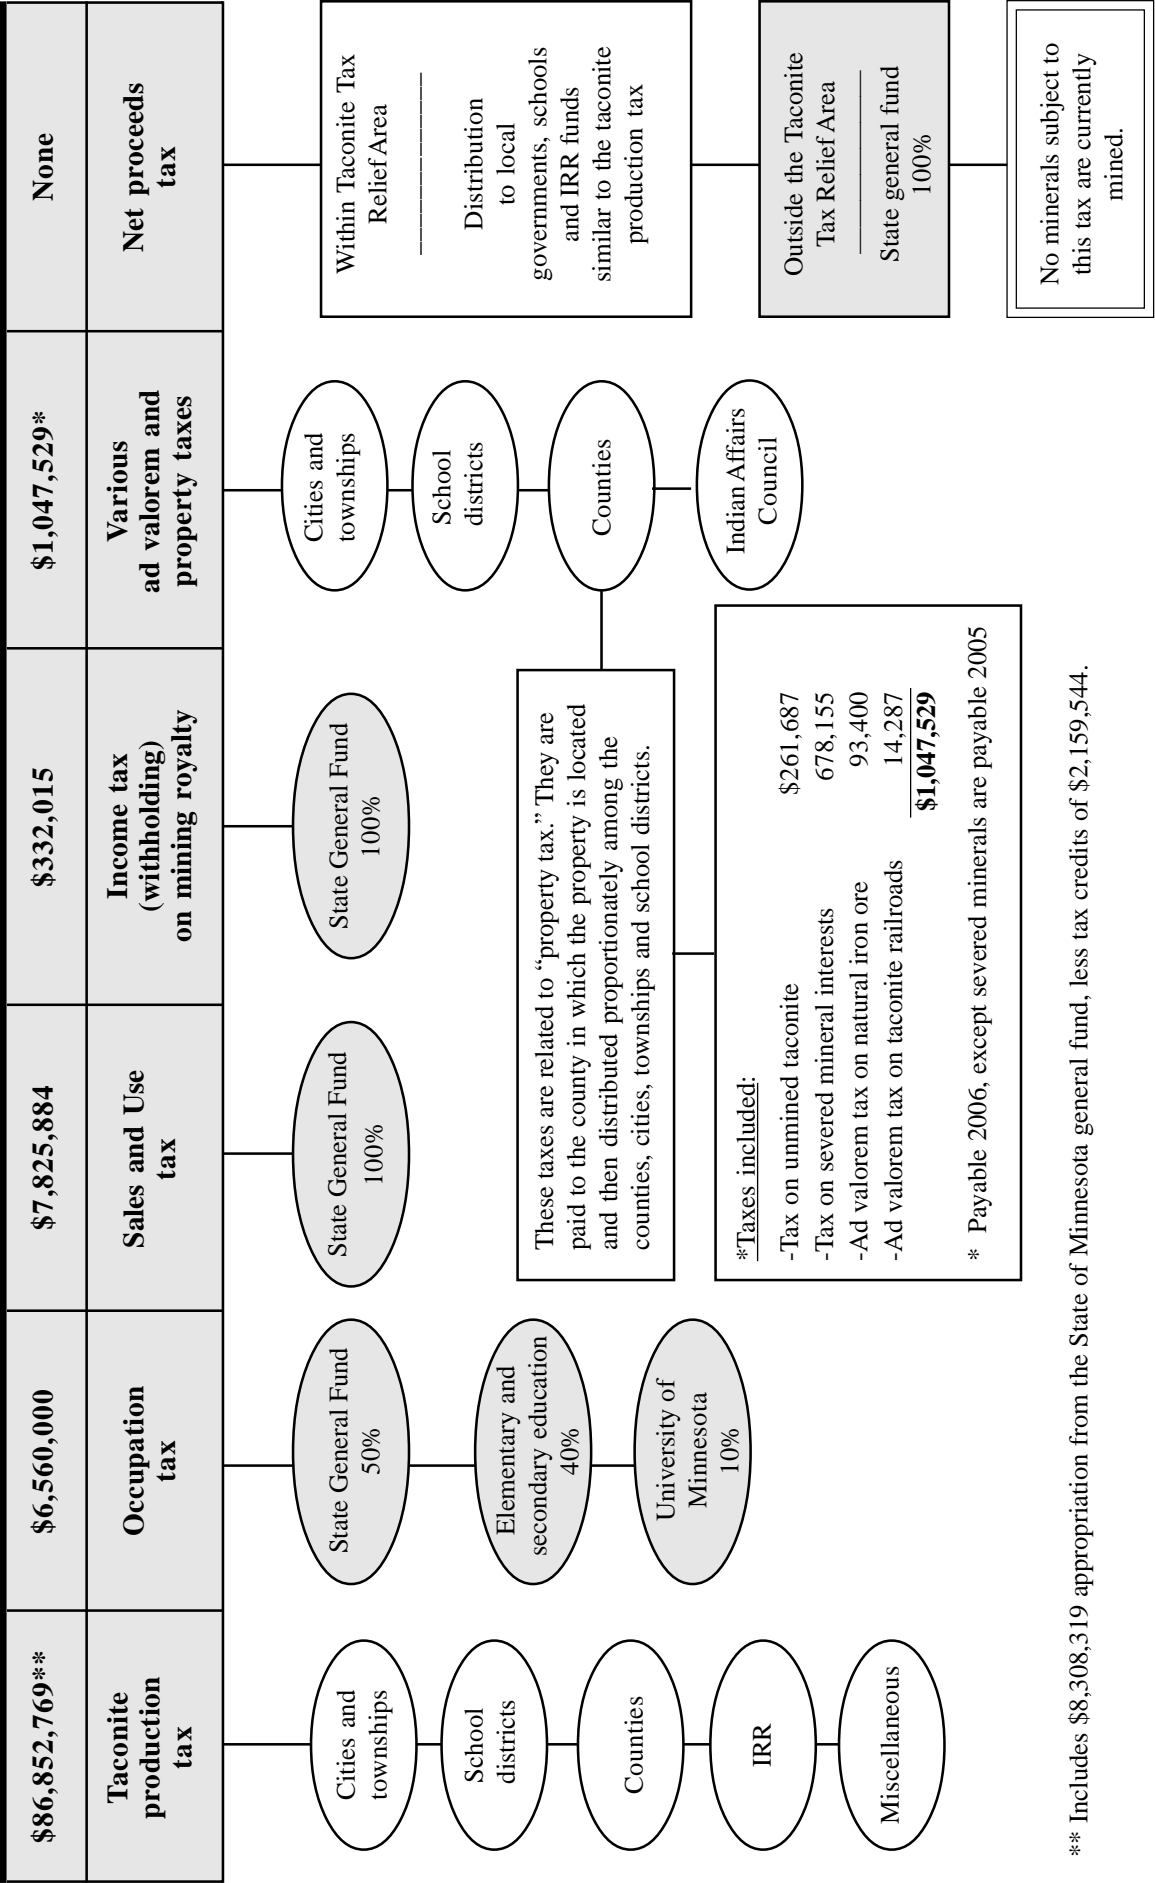 $86,852,769**
$6,560,000
$7,825,884
$332,015
$1,047,529*
None
Taconite
production
tax
Occupation
tax
Sales and Use
tax
Income tax
(withholding)
on mining royalty
Various
ad valorem and
property taxes
Net proceeds
tax
Cities and
townships
School
districts
Counties
IRR
Miscellaneous
State General Fund
50%
Elementary and
secondary education
40%
University of
Minnesota
10%
State General Fund
100%
State General Fund
100%
Cities and
townships
School
districts
Counties
Indian Affairs
Council
Within Taconite Tax
Relief Area
Distribution
to local
governments, schools
and IRR funds
similar to the taconite
production tax
Outside the Taconite
Tax Relief Area
State general fund
100%
No minerals subject to
this tax are currently
mined.
These taxes are related to “property tax.” They are
paid to the county in which the property is located
and then distributed proportionately among the
counties, cities, townships and school districts.
*Taxes included:
-Tax on unmined taconite $261,687
-Tax on severed mineral interests 678,155
-Ad valorem tax on natural iron ore 93,400
-Ad valorem tax on taconite railroads 14,287
$1,047,529
* Payable 2006, except severed minerals are payable 2005
** Includes $8,308,319 appropriation from the State of Minnesota general fund, less tax credits of $2,159,544.